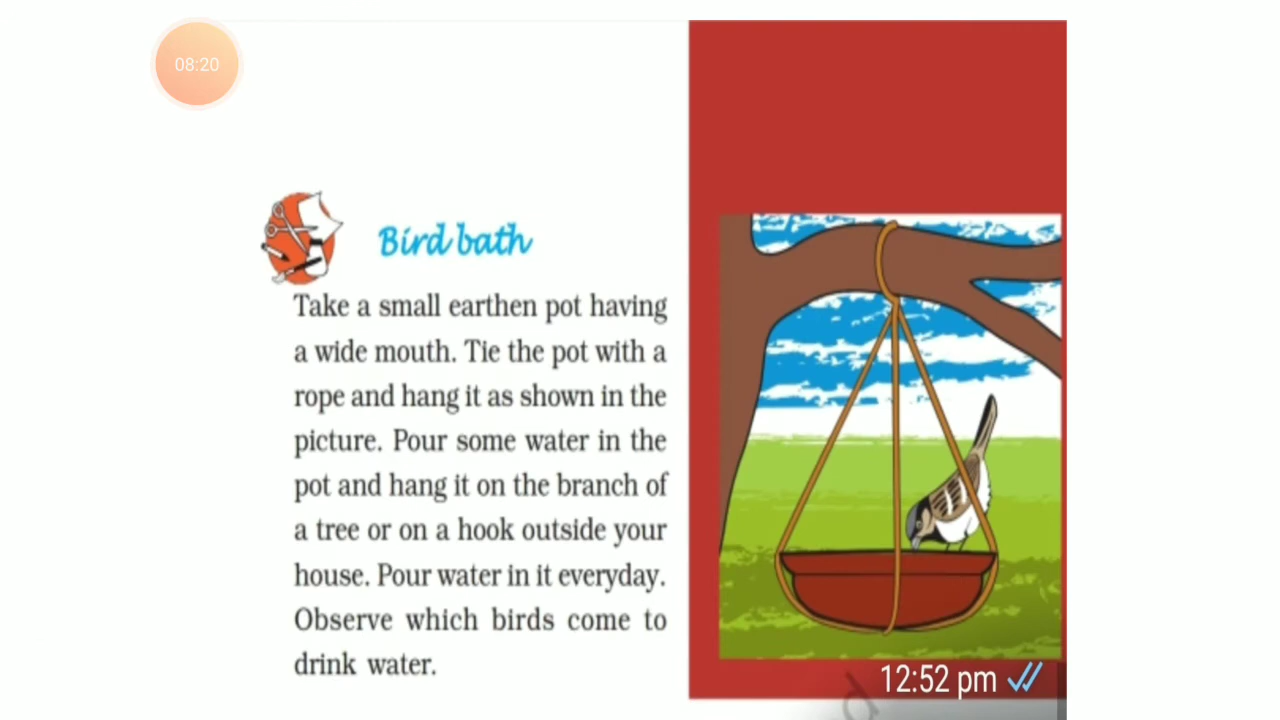 08:20
Bird bath
Take a small earthen pot having
a wide mouth. Tie the pot with a
rope and hang it as shown in the
picture. Pour some water in the
pot and hang it on the branch of
a tree or on a hook outside your
house. Pour water in it everyday.
Observe which birds come to
drink water.
12:52 pm